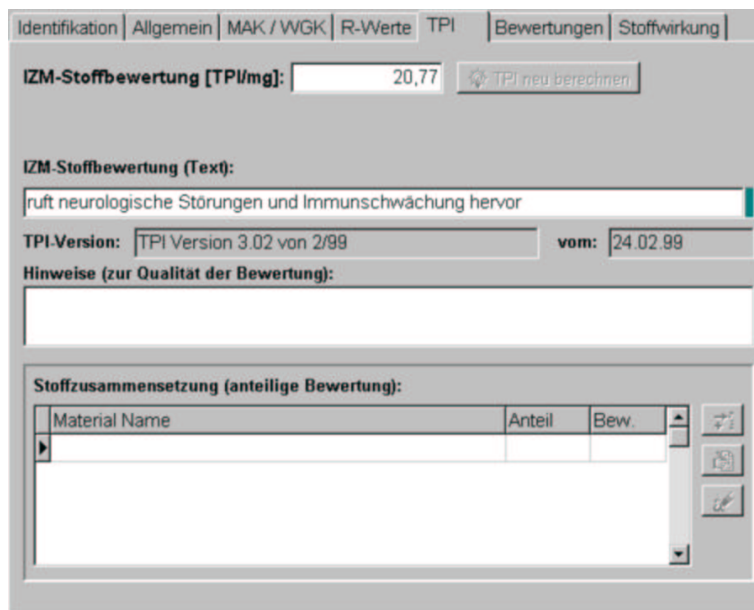 Identifikation Allgemein MAK / WGK R-Werte TPI Bewertungen Stoffwirkung
IZM-Stoffbewertung [TPI/mg]: 20,77 TPI neu berechnen
IZM-Stoffbewertung (Text):
ruft neurologische Störungen und Immunschwächung hervor
TPI-Version: TPI Version 3.02 von 2/99 vom: 24.02.99
Hinweise (zur Qualität der Bewertung):
Stoffzusammensetzung (anteilige Bewertung):
Material Name Anteil Bew.